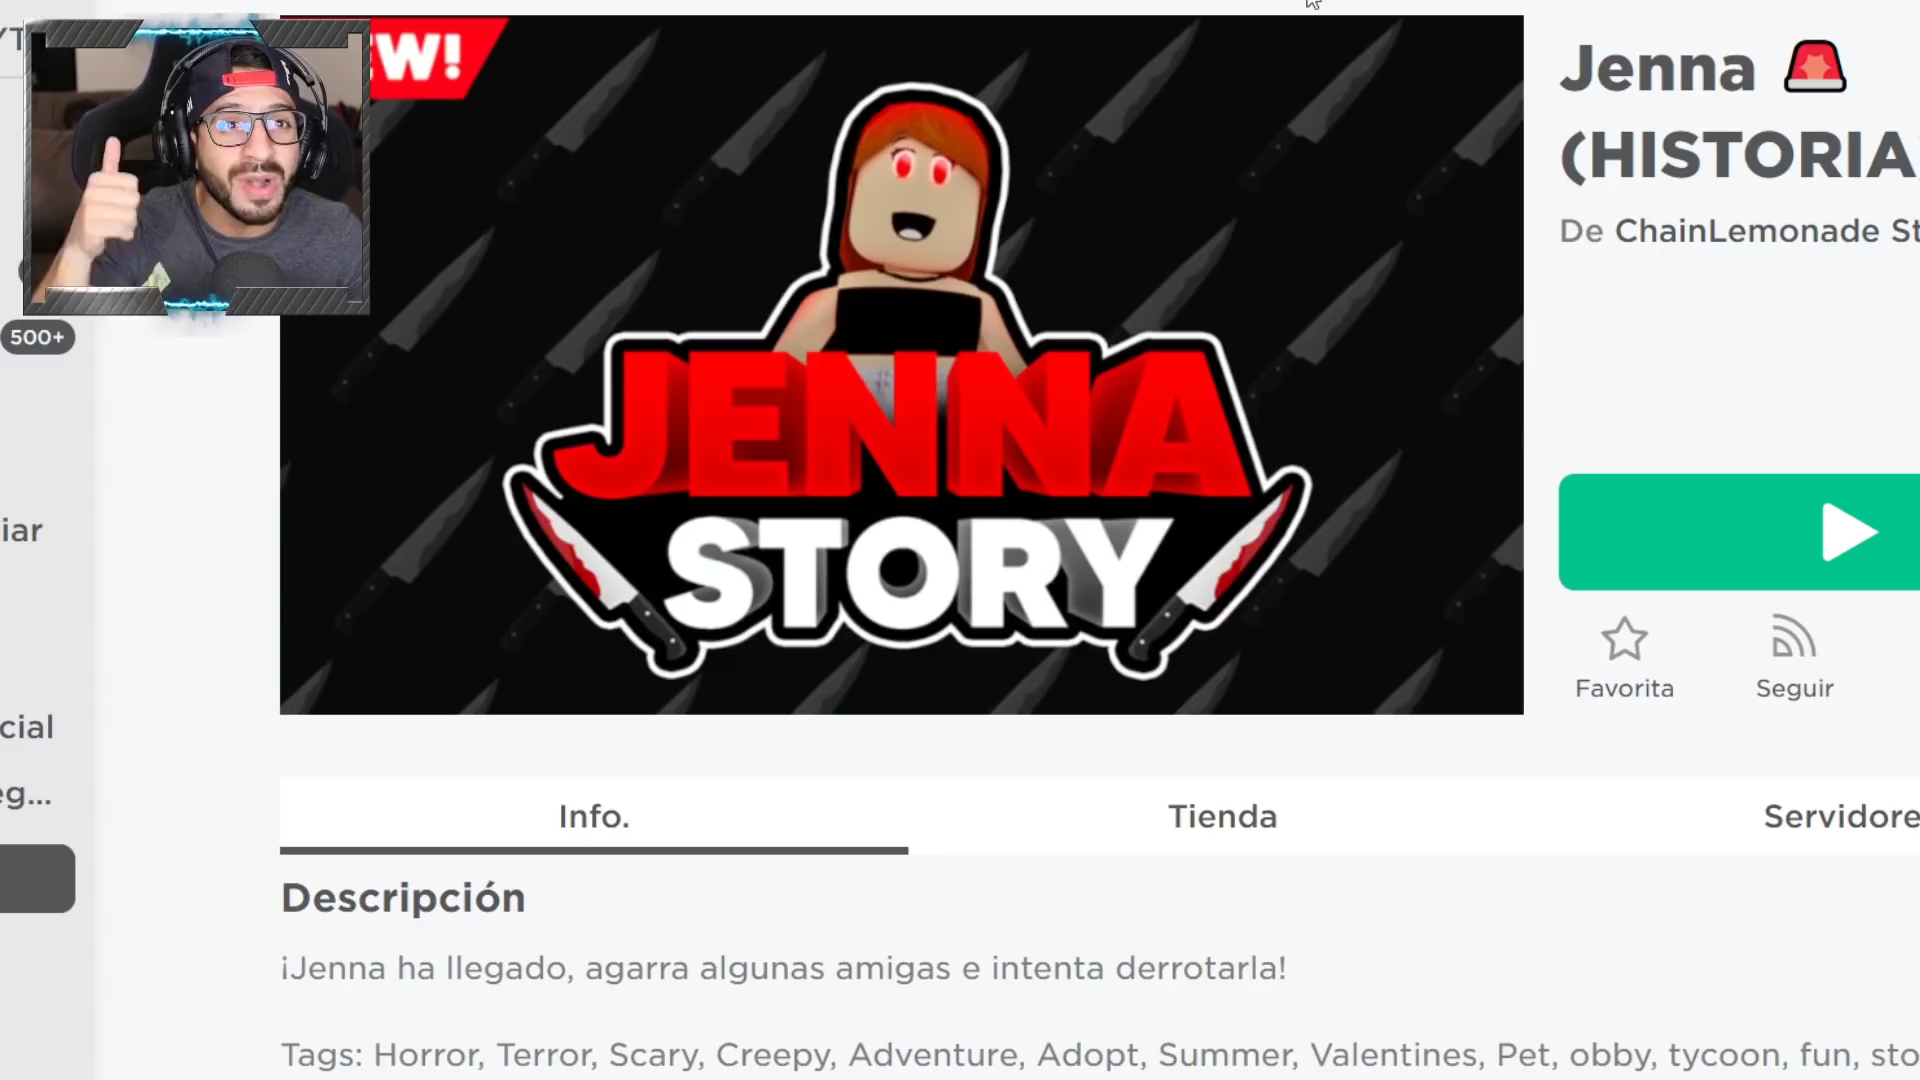 Jenna
(HISTORIA
De ChainLemonade St
W!
500+
JENNA
STORY
iar
Favorita
Seguir
cial
eg...
Info.
Tienda
Servidore
Descripción
¡Jenna ha llegado, agarra algunas amigas e intenta derrotarla!
Tags: Horror, Terror, Scary, Creepy, Adventure, Adopt, Summer, Valentines, Pet, obby, tycoon, fun, sto